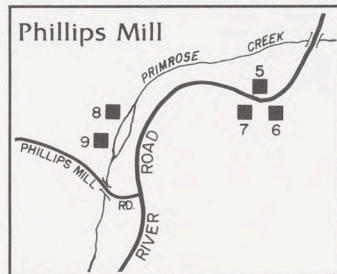 Phillips Mill
PRIMROSE CREEK
5
8
7 6
9
PHILLIPS MILL RD.
RIVER ROAD